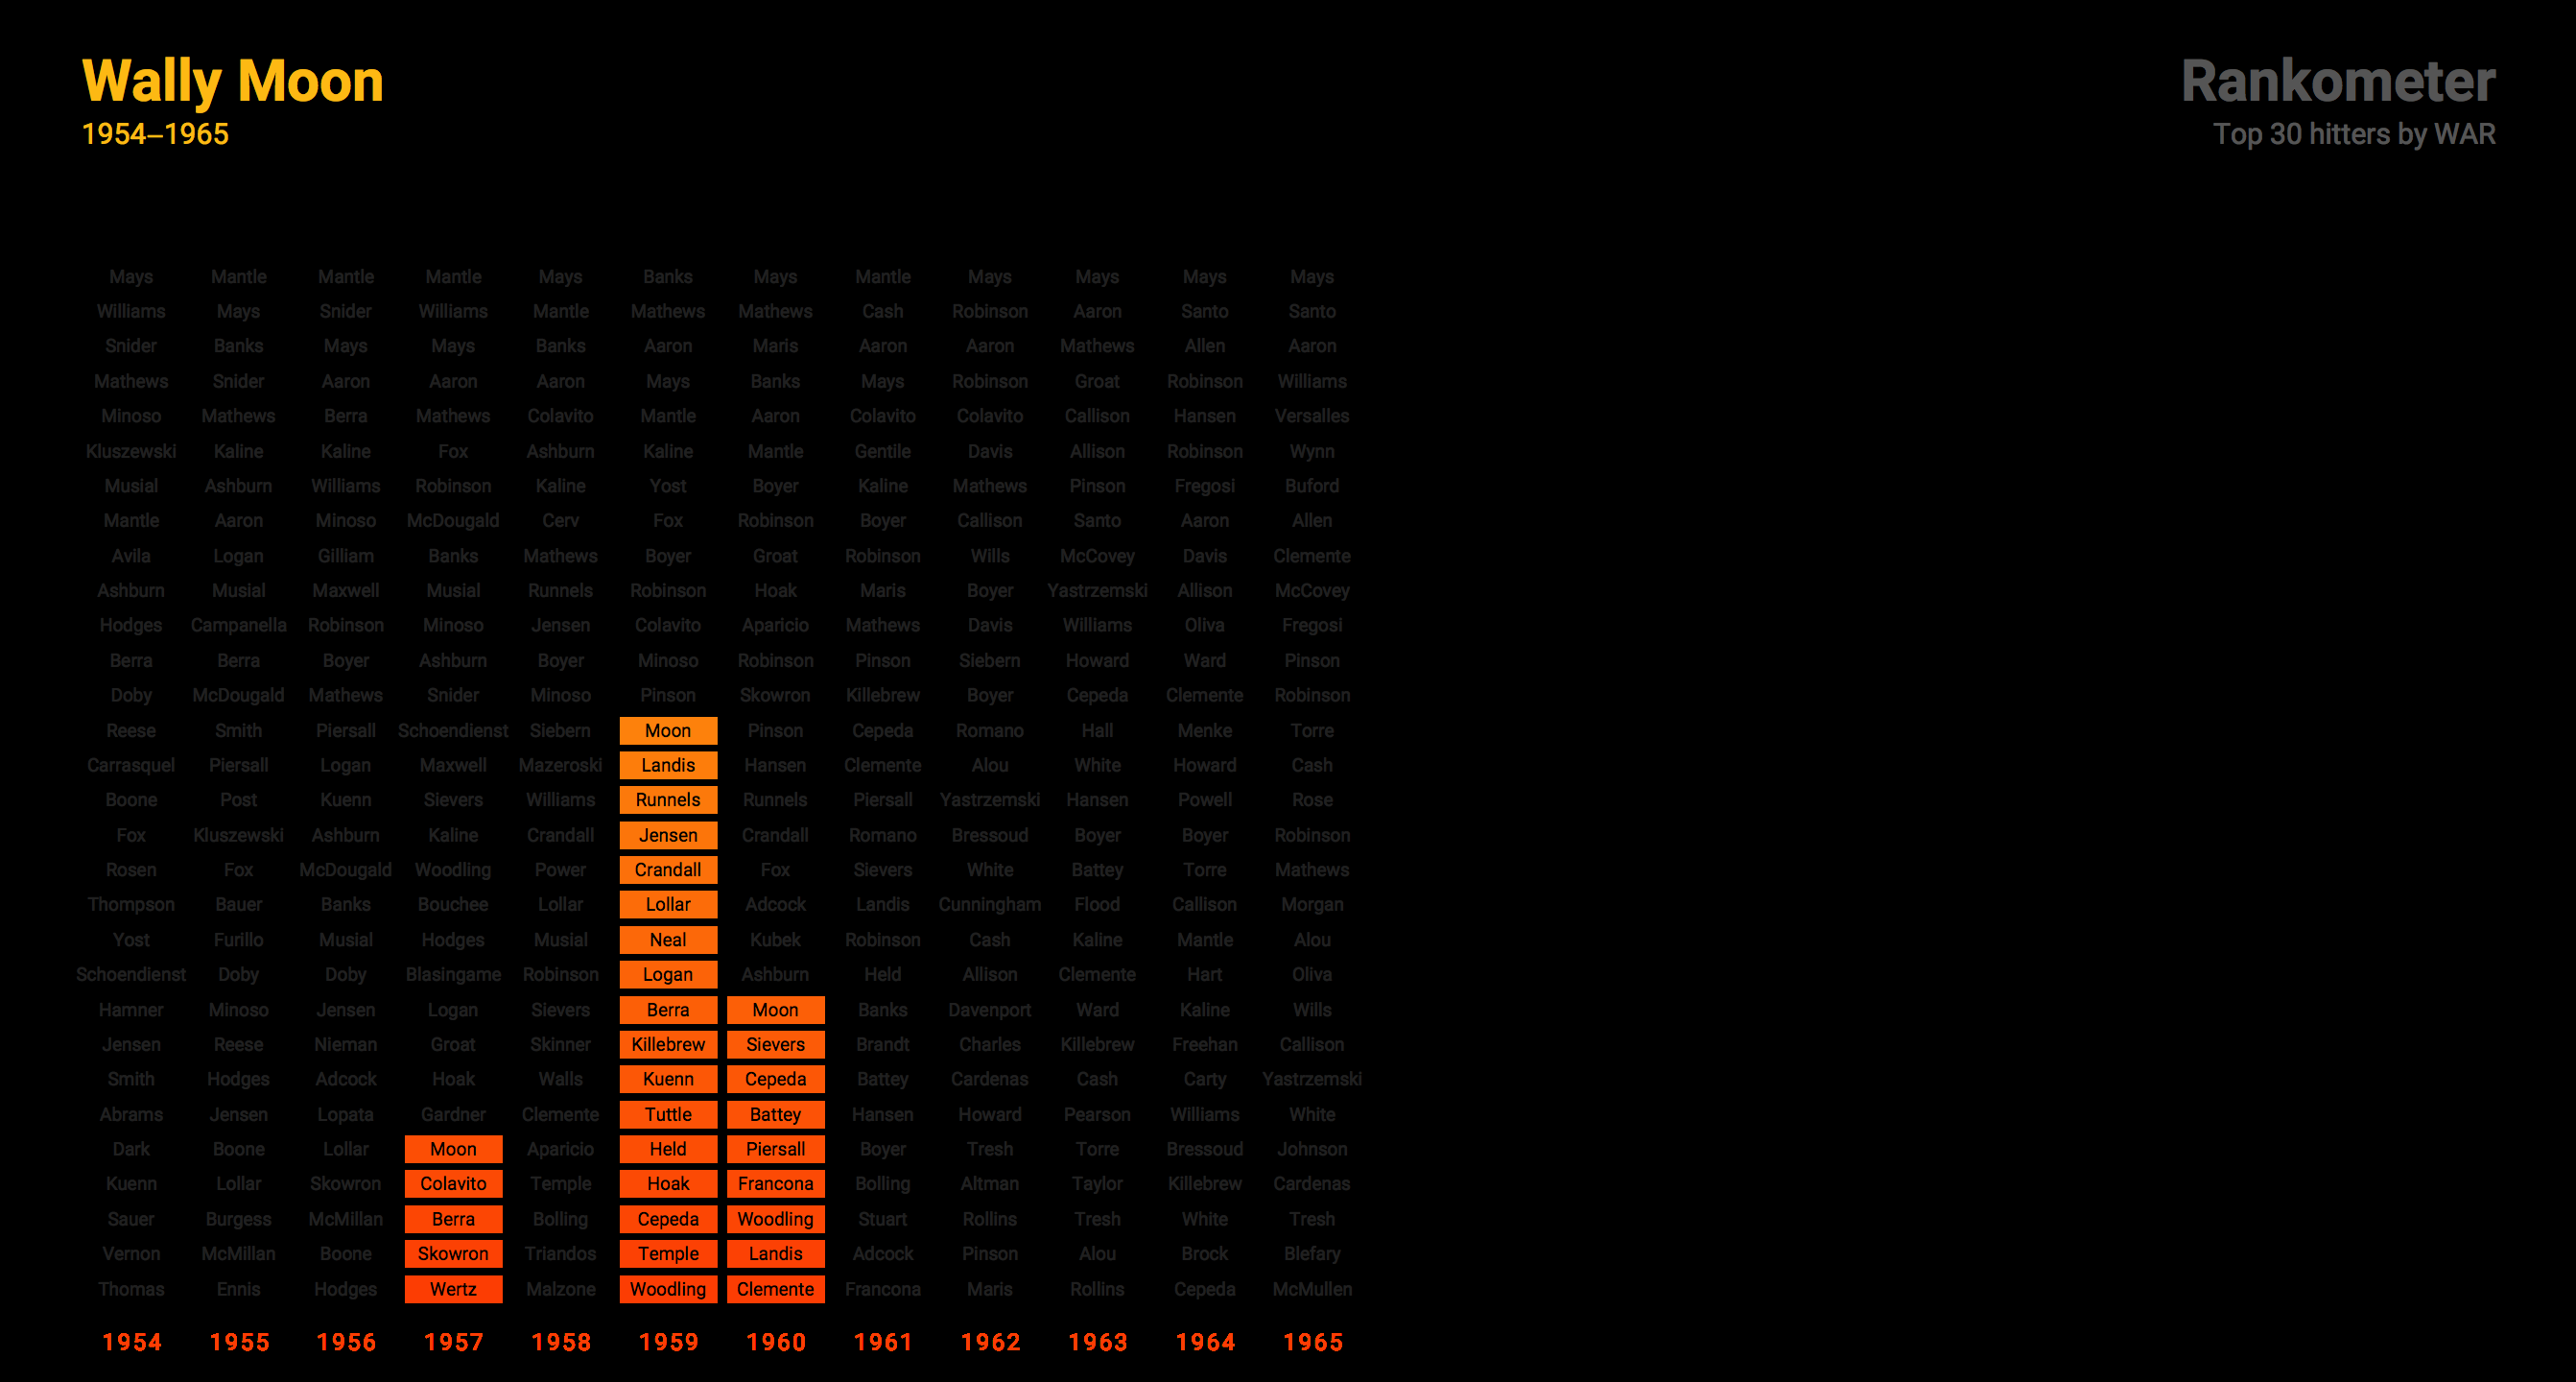 Wally Moon
1954–1965
Rankometer
Top 30 hitters by WAR
Mays Mantle Mantle Mantle Mays Banks Mays Mantle Mays Mays Mays Mays
Williams Mays Snider Williams Mantle Mathews Mathews Cash Robinson Aaron Santo Santo
Snider Banks Mays Mays Banks Aaron Maris Aaron Aaron Mathews Allen Aaron
Mathews Snider Aaron Aaron Aaron Mays Banks Mays Robinson Groat Robinson Williams
Minoso Mathews Berra Mathews Colavito Mantle Aaron Colavito Colavito Callison Hansen Versalles
Kluszewski Kaline Kaline Fox Ashburn Kaline Mantle Gentile Davis Allison Robinson Wynn
Musial Ashburn Williams Robinson Kaline Yost Boyer Kaline Mathews Pinson Fregosi Buford
Mantle Aaron Minoso McDougald Cerv Fox Robinson Boyer Callison Santo Aaron Allen
Avila Logan Gilliam Banks Mathews Boyer Groat Robinson Wills McCovey Davis Clemente
Ashburn Musial Maxwell Musial Runnels Robinson Hoak Maris Boyer Yastrzemski Allison McCovey
Hodges Campanella Robinson Minoso Jensen Colavito Aparicio Mathews Davis Williams Oliva Fregosi
Berra Berra Boyer Ashburn Boyer Minoso Robinson Pinson Siebern Howard Ward Pinson
Doby McDougald Mathews Snider Minoso Pinson Skowron Killebrew Boyer Cepeda Clemente Robinson
Reese Smith Piersall Schoendienst Siebern Moon Pinson Cepeda Romano Hall Menke Torre
Carrasquel Piersall Logan Maxwell Mazeroski Landis Hansen Clemente Alou White Howard Cash
Boone Post Kuenn Sievers Williams Runnels Runnels Piersall Yastrzemski Hansen Powell Rose
Fox Kluszewski Ashburn Kaline Crandall Jensen Crandall Romano Bressoud Boyer Boyer Robinson
Rosen Fox McDougald Woodling Power Crandall Fox Sievers White Battey Torre Mathews
Thompson Bauer Banks Bouchee Lollar Lollar Adcock Landis Cunningham Flood Callison Morgan
Yost Furillo Musial Hodges Musial Neal Kubek Robinson Cash Kaline Mantle Alou
Schoendienst Doby Doby Blasingame Robinson Logan Ashburn Held Allison Clemente Hart Oliva
Hamner Minoso Jensen Logan Sievers Berra Moon Banks Davenport Ward Kaline Wills
Jensen Reese Nieman Groat Skinner Killebrew Sievers Brandt Charles Killebrew Freehan Callison
Smith Hodges Adcock Hoak Walls Kuenn Cepeda Battey Cardenas Cash Carty Yastrzemski
Abrams Jensen Lopata Gardner Clemente Tuttle Battey Hansen Howard Pearson Williams White
Dark Boone Lollar Moon Aparicio Held Piersall Boyer Tresh Torre Bressoud Johnson
Kuenn Lollar Skowron Colavito Temple Hoak Francona Bolling Altman Taylor Killebrew Cardenas
Sauer Burgess McMillan Berra Bolling Cepeda Woodling Stuart Rollins Tresh White Tresh
Vernon McMillan Boone Skowron Triandos Temple Landis Adcock Pinson Alou Brock Blefary
Thomas Ennis Hodges Wertz Malzone Woodling Clemente Francona Maris Rollins Cepeda McMullen
1954 1955 1956 1957 1958 1959 1960 1961 1962 1963 1964 1965